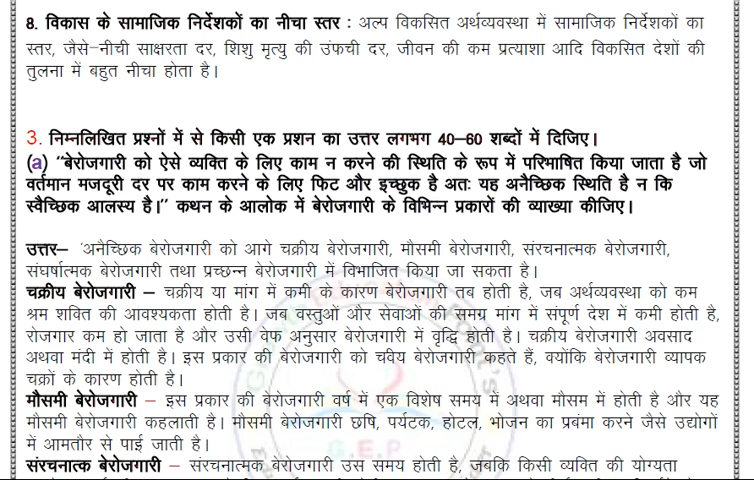 8. विकास के सामाजिक निर्देशकों का नीचा स्तर : अल्प विकसित अर्थव्यवस्था में सामाजिक निर्देशकों का
स्तर, जैसे–नीची साक्षरता दर, शिशु मृत्यु की उंफची दर, जीवन की कम प्रत्याशा आदि विकसित देशों की
तुलना में बहुत नीचा होता है।
3. निम्नलिखित प्रश्नों में से किसी एक प्रशन का उत्तर लगभग 40–60 शब्दों में दिजिए।
(a) “बेरोजगारी को ऐसे व्यक्ति के लिए काम न करने की स्थिति के रूप में परिभाषित किया जाता है जो
वर्तमान मजदूरी दर पर काम करने के लिए फिट और इच्छुक है अतः यह अनैच्छिक स्थिति है न कि
स्वैच्छिक आलस्य है।” कथन के आलोक में बेरोजगारी के विभिन्न प्रकारों की व्याख्या कीजिए।
उत्तर– ‘अनैच्छिक बेरोजगारी को आगे चक्रीय बेरोजगारी, मौसमी बेरोजगारी, संरचनात्मक बेरोजगारी,
संघर्षात्मक बेरोजगारी तथा प्रच्छन्न बेरोजगारी में विभाजित किया जा सकता है।
चक्रीय बेरोजगारी – चक्रीय या मांग में कमी के कारण बेरोजगारी तब होती है, जब अर्थव्यवस्था को कम
श्रम शक्ति की आवश्यकता होती है। जब वस्तुओं और सेवाओं की समग्र मांग में संपूर्ण देश में कमी होती है,
रोजगार कम हो जाता है और उसी वेफ अनुसार बेरोजगारी में वृद्धि होती है। चक्रीय बेरोजगारी अवसाद
अथवा मंदी में होती है। इस प्रकार की बेरोजगारी को चवेय बेरोजगारी कहते हैं, क्योंकि बेरोजगारी व्यापक
चक्रों के कारण होती है।
मौसमी बेरोजगारी – इस प्रकार की बेरोजगारी वर्ष में एक विशेष समय में अथवा मौसम में होती है और यह
मौसमी बेरोजगारी कहलाती है। मौसमी बेरोजगारी छषि, पर्यटक, होटल, भोजन का प्रबंमा करने जैसे उद्योगों
में आमतौर से पाई जाती है।
संरचनात्क बेरोजगारी – संरचनात्मक बेरोजगारी उस समय होती है, जबकि किसी व्यक्ति की योग्यता
G.E.P